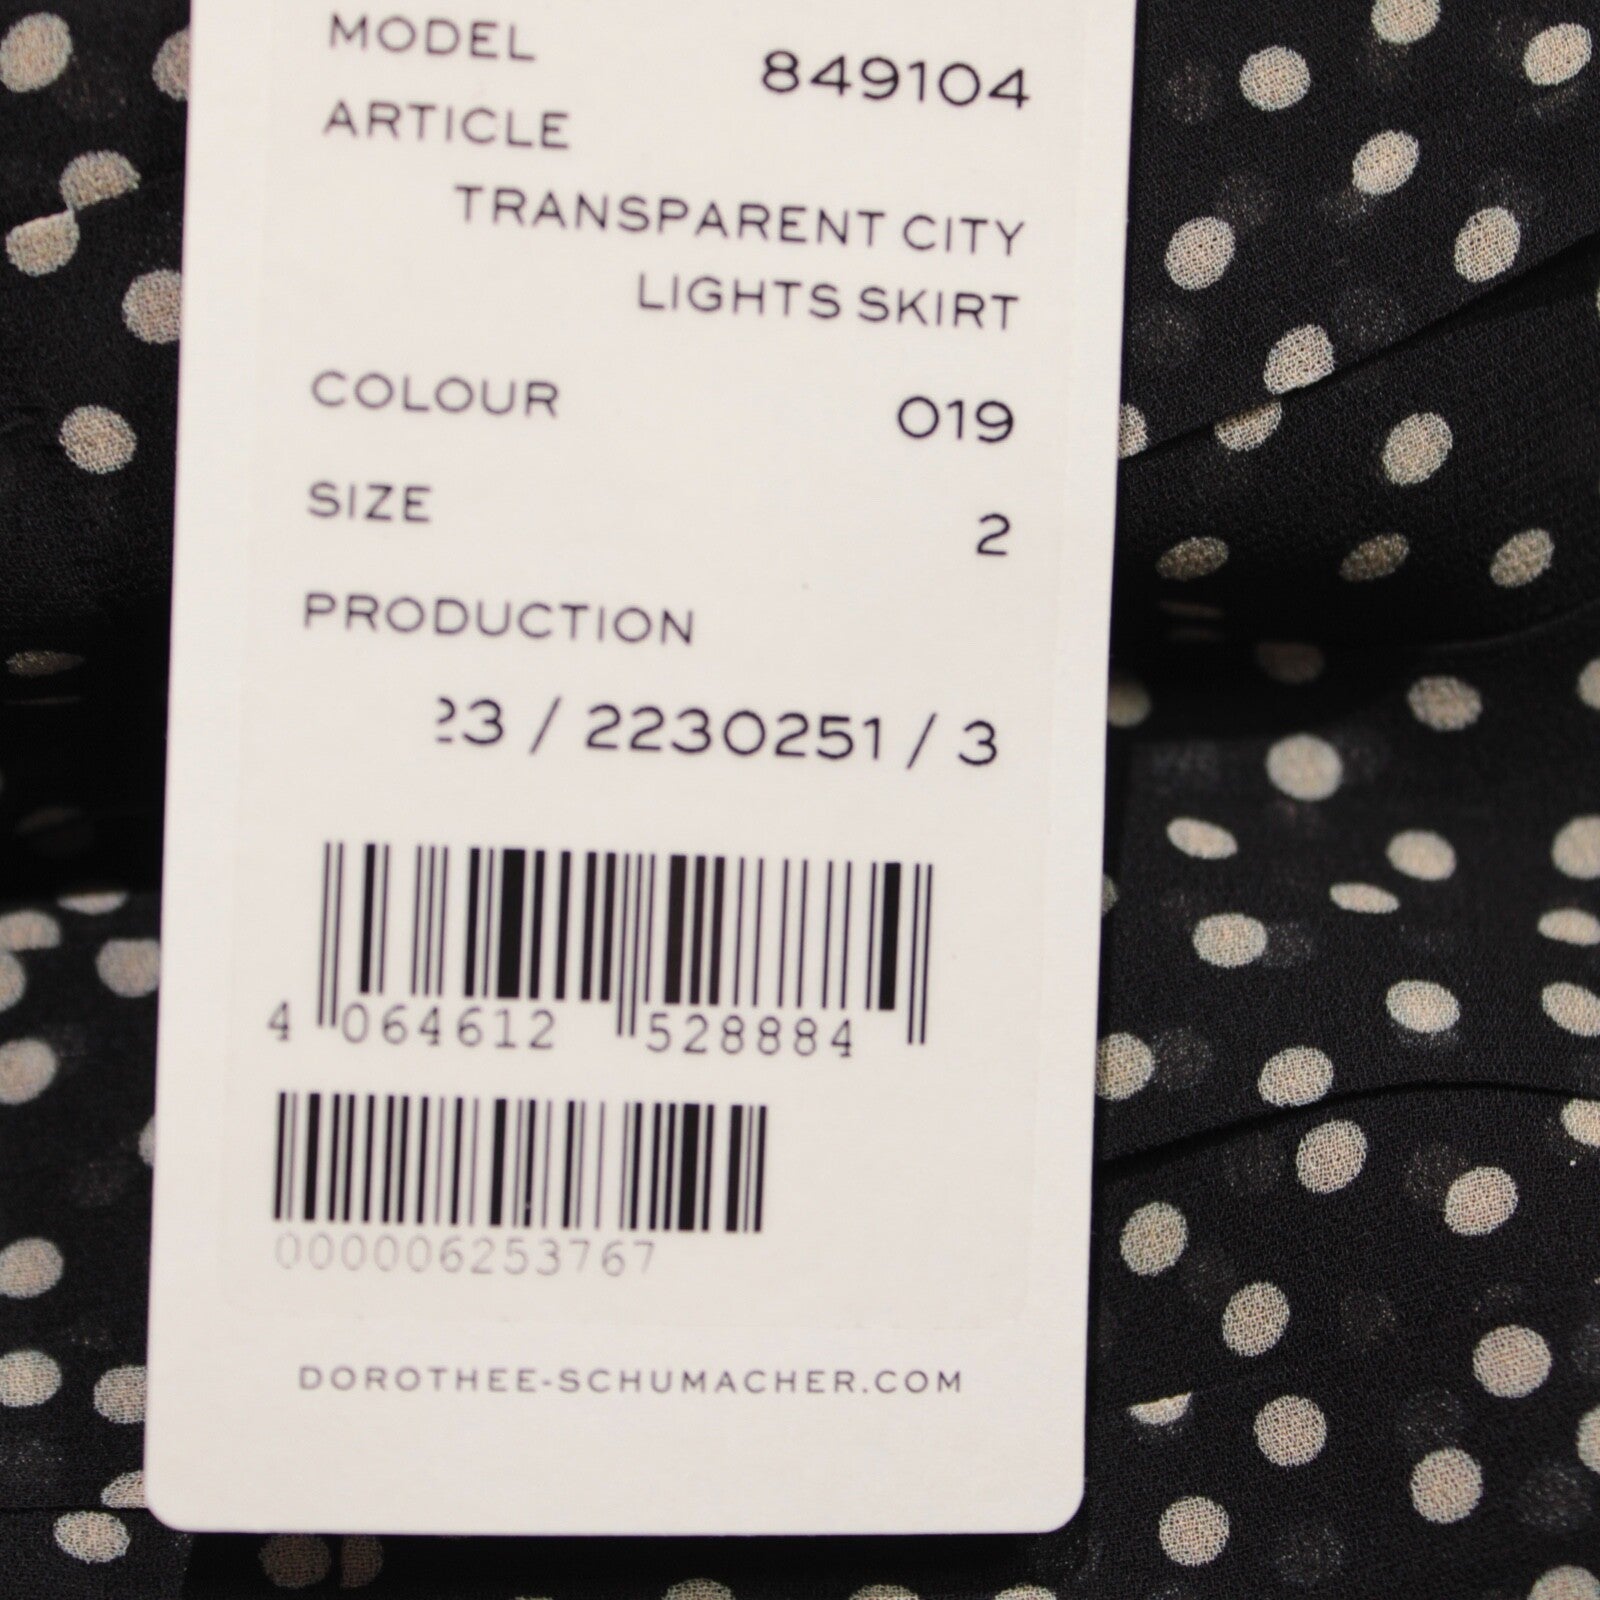 MODEL 849104
ARTICLE
TRANSPARENT CITY
LIGHTS SKIRT
COLOUR 019
SIZE 2
PRODUCTION
23 / 2230251 / 3
4 064612 528884
000006253767
DOROTHEE-SCHUMACHER.COM